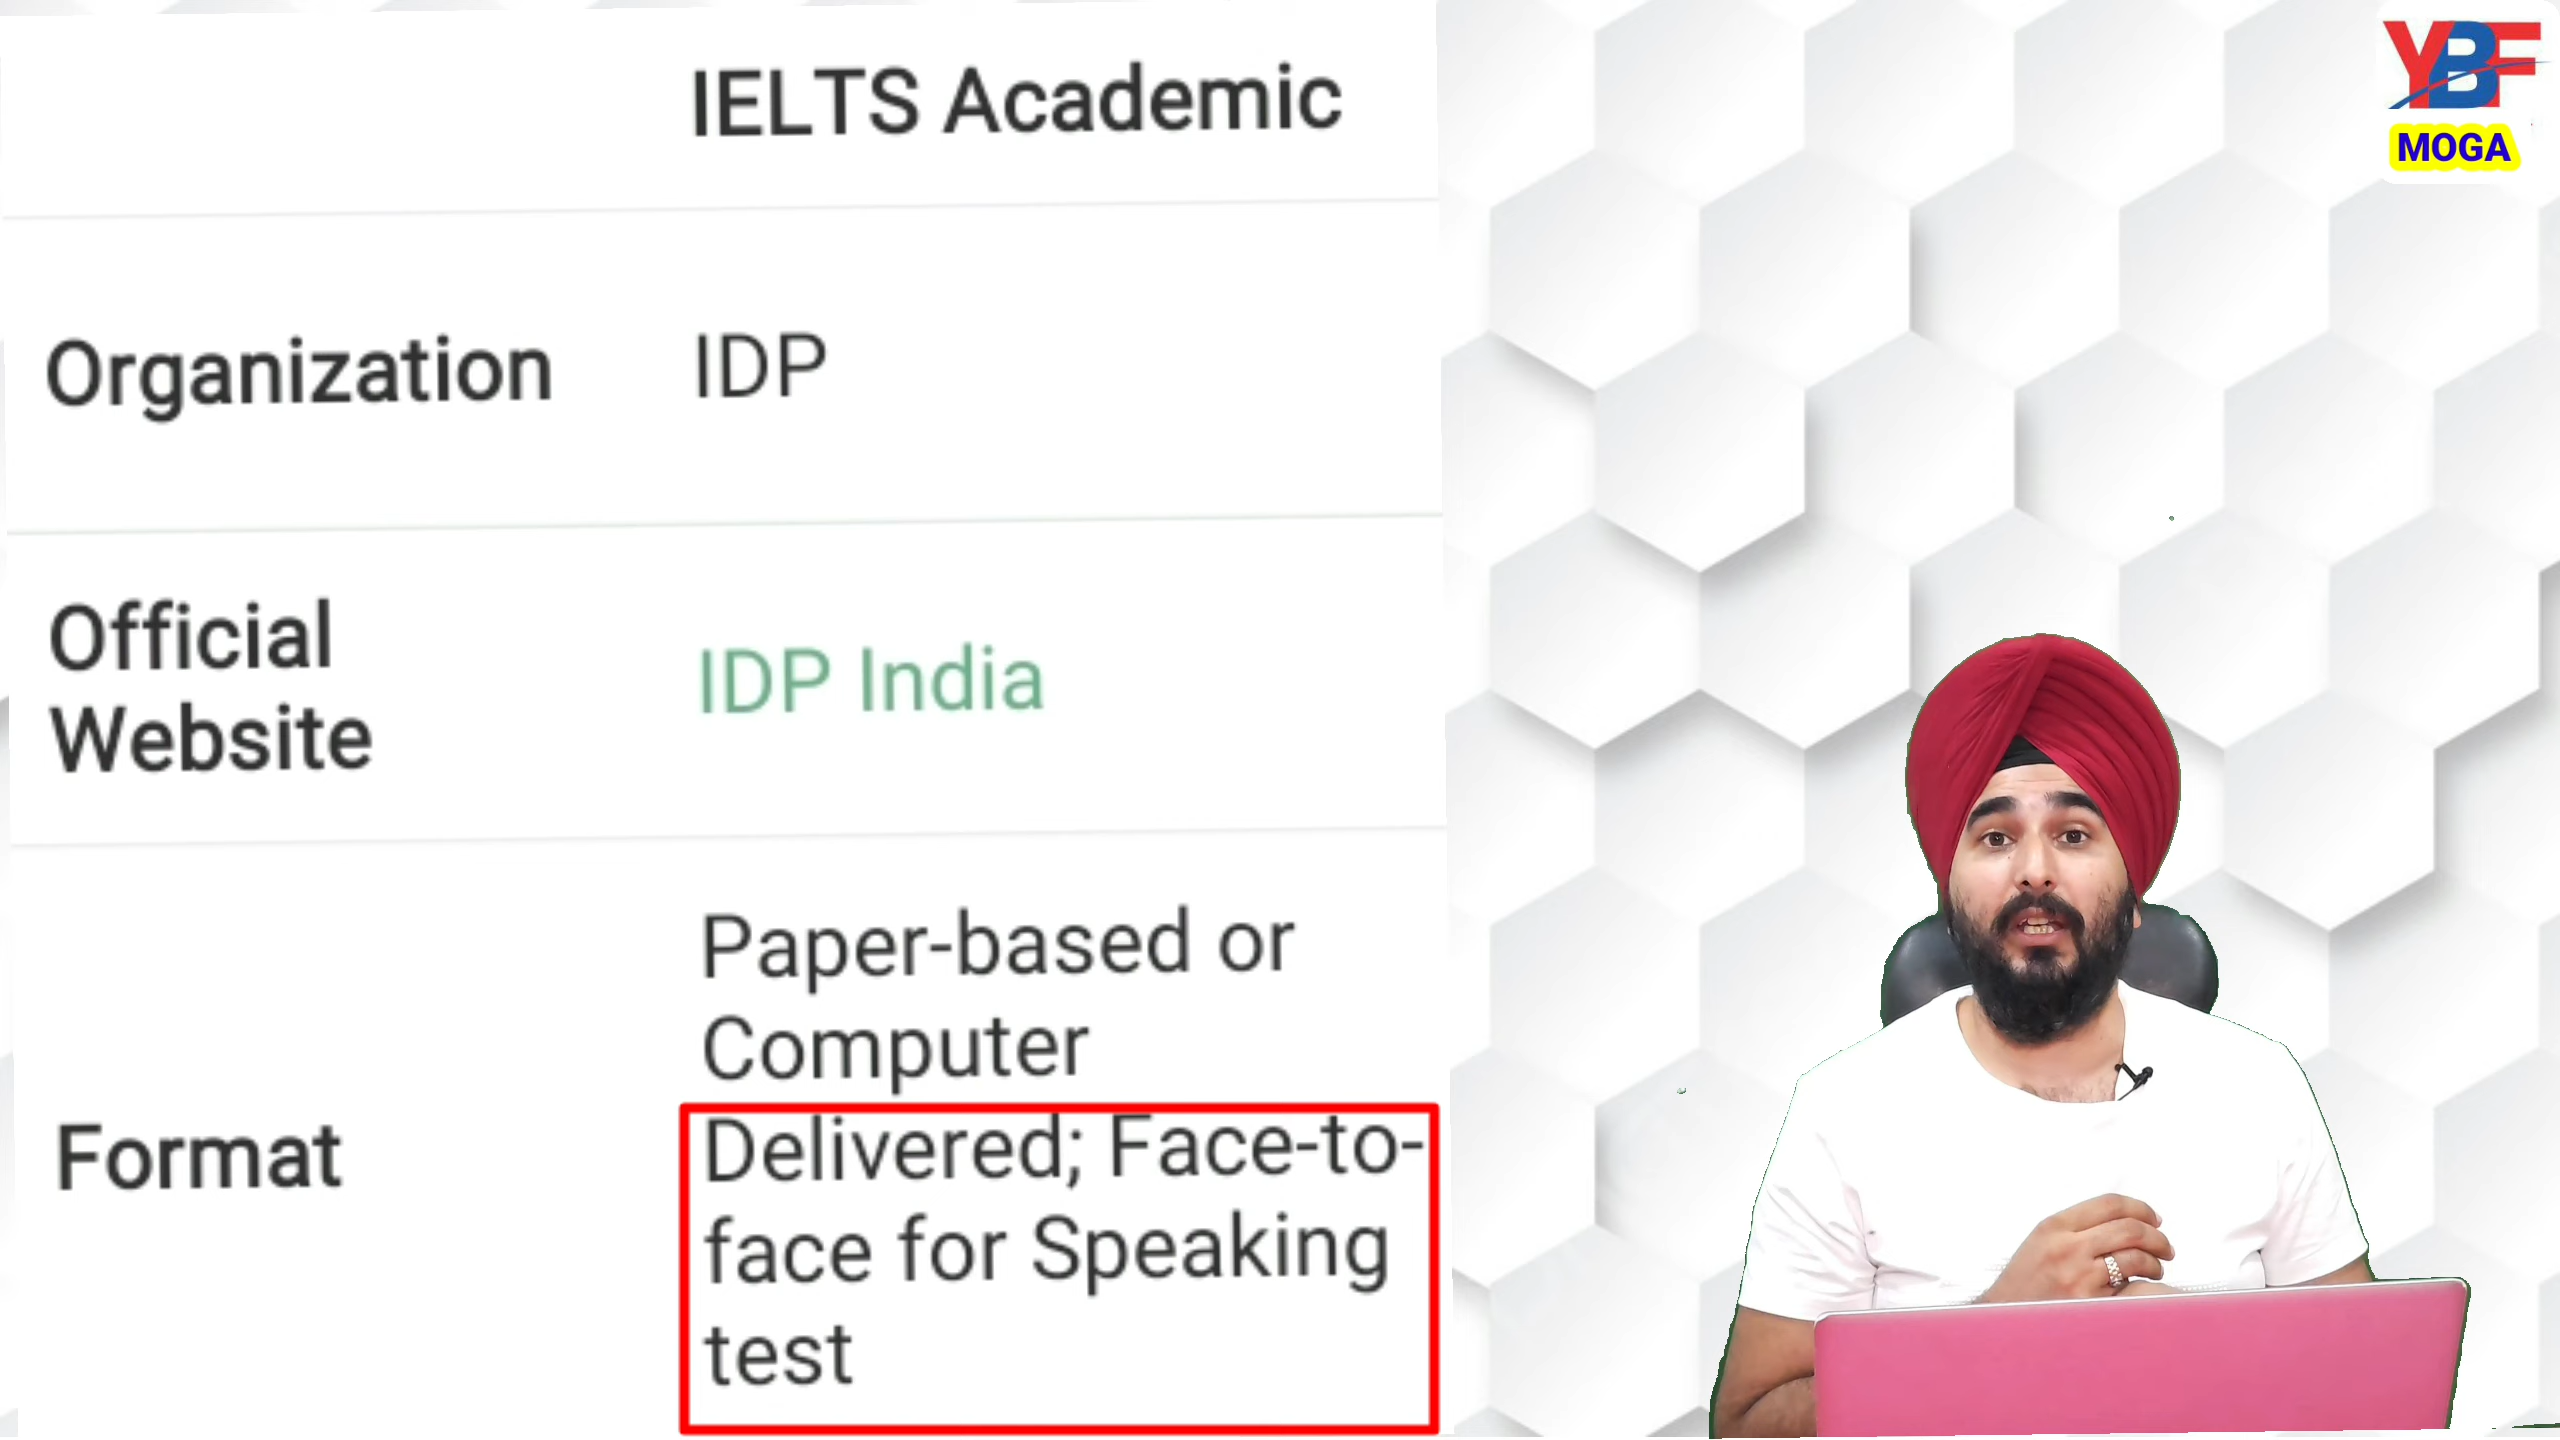 IELTS Academic
Organization
IDP
Official
Website
IDP India
Format
Paper-based or
Computer
Delivered; Face-to-
face for Speaking
test
YBF
MOGA